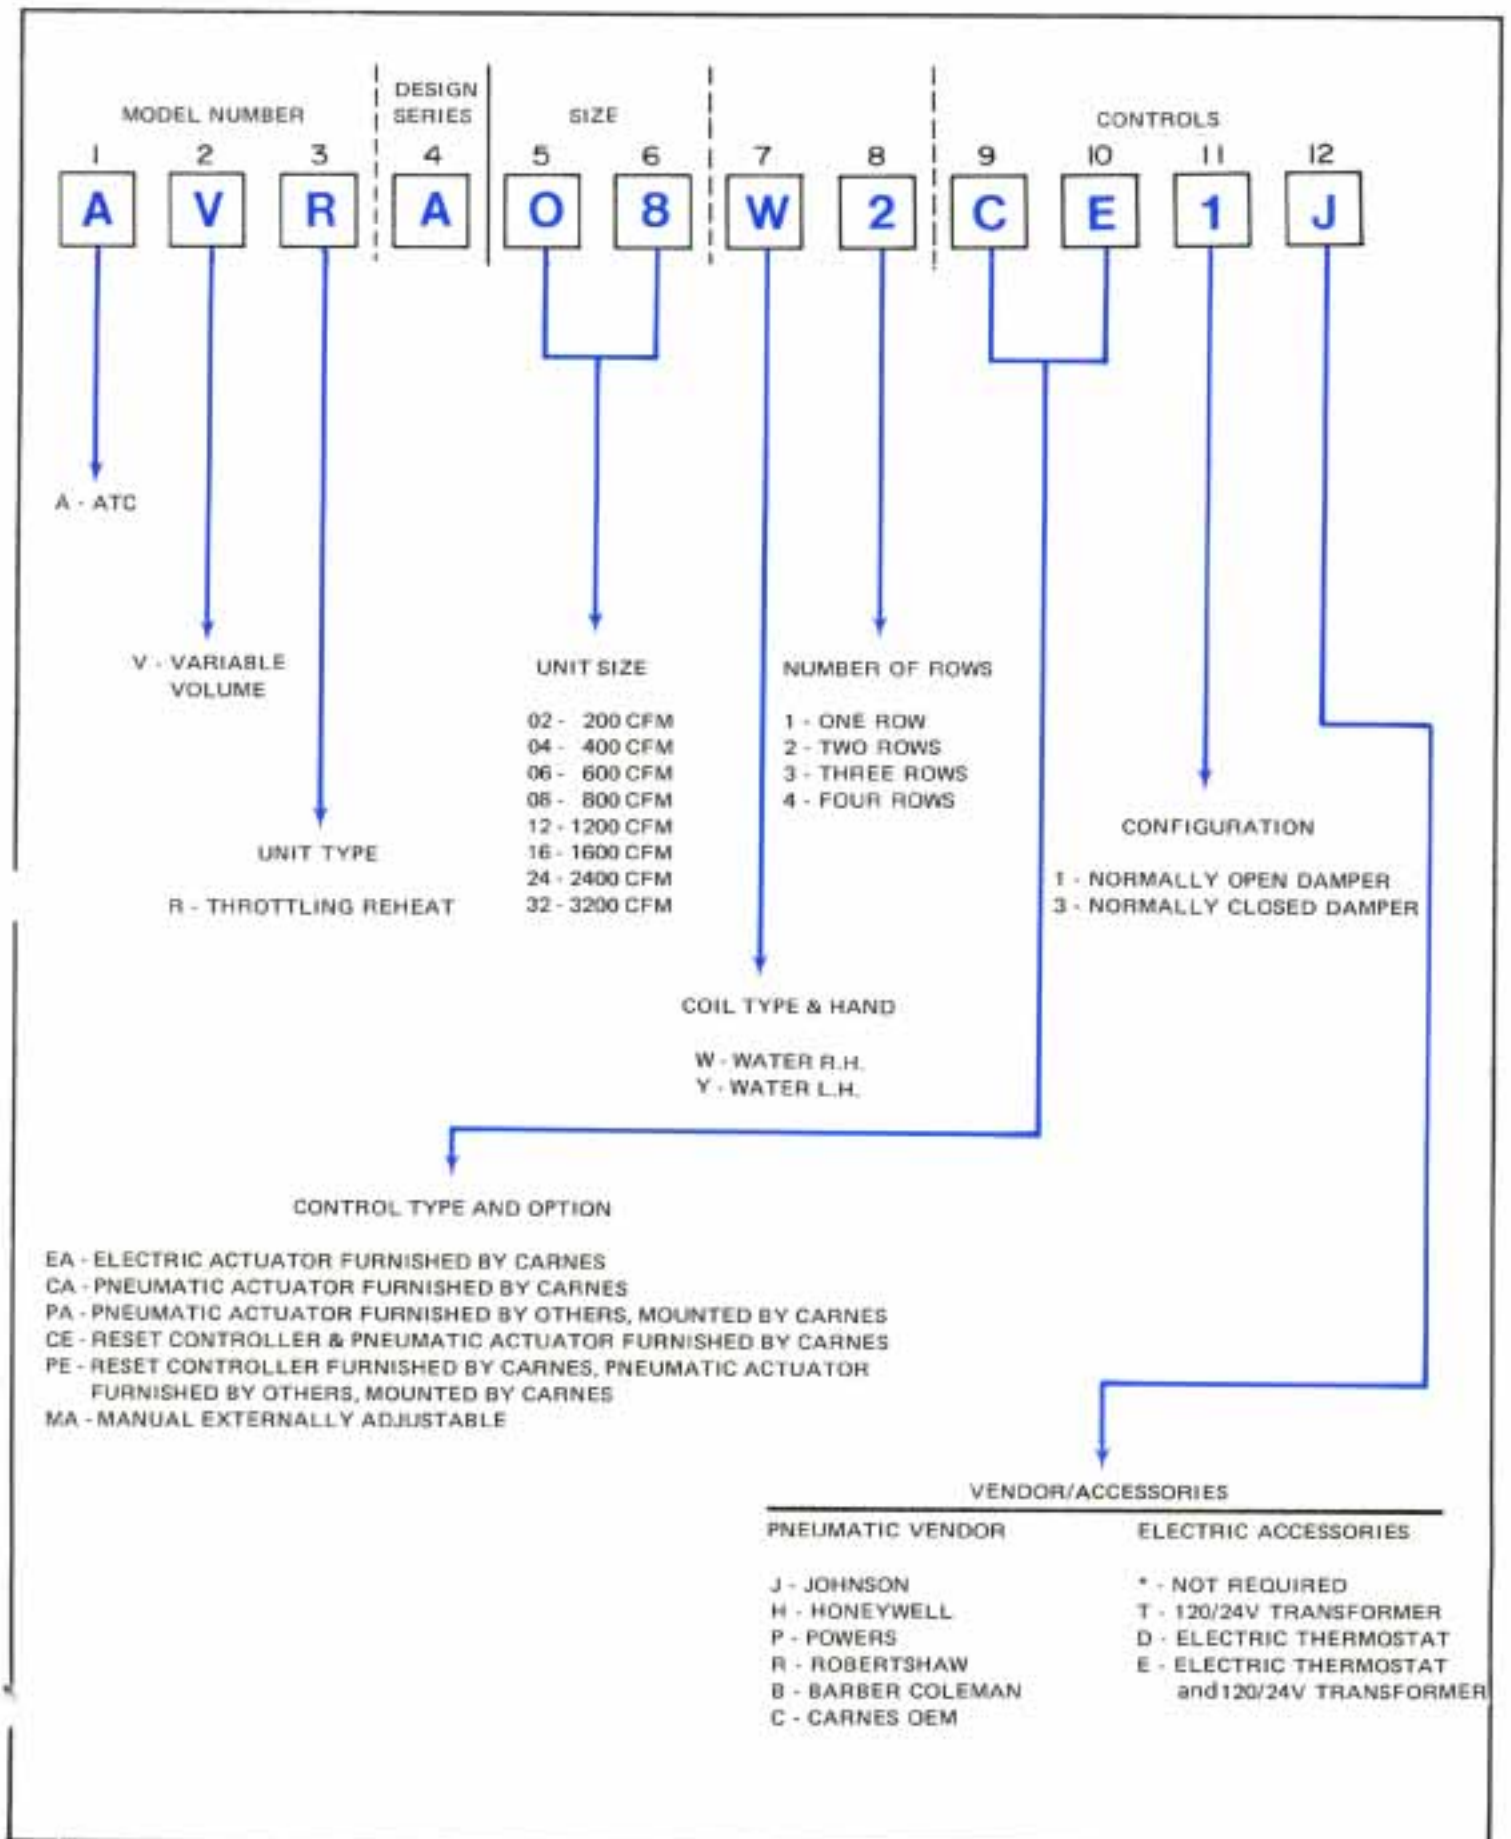 MODEL NUMBER
DESIGN
SERIES
SIZE
CONTROLS
1 2 3 4 5 6 7 8 9 10 11 12
A V R A O 8 W 2 C E 1 J
A - ATC
V - VARIABLE
VOLUME
UNIT TYPE
R - THROTTLING REHEAT
UNIT SIZE
02 - 200 CFM
04 - 400 CFM
06 - 600 CFM
08 - 800 CFM
12 - 1200 CFM
16 - 1600 CFM
24 - 2400 CFM
32 - 3200 CFM
NUMBER OF ROWS
1 - ONE ROW
2 - TWO ROWS
3 - THREE ROWS
4 - FOUR ROWS
CONFIGURATION
1 - NORMALLY OPEN DAMPER
3 - NORMALLY CLOSED DAMPER
COIL TYPE & HAND
W - WATER R.H.
Y - WATER L.H.
CONTROL TYPE AND OPTION
EA - ELECTRIC ACTUATOR FURNISHED BY CARNES
CA - PNEUMATIC ACTUATOR FURNISHED BY CARNES
PA - PNEUMATIC ACTUATOR FURNISHED BY OTHERS, MOUNTED BY CARNES
CE - RESET CONTROLLER & PNEUMATIC ACTUATOR FURNISHED BY CARNES
PE - RESET CONTROLLER FURNISHED BY CARNES, PNEUMATIC ACTUATOR
FURNISHED BY OTHERS, MOUNTED BY CARNES
MA - MANUAL EXTERNALLY ADJUSTABLE
VENDOR/ACCESSORIES
PNEUMATIC VENDOR
J - JOHNSON
H - HONEYWELL
P - POWERS
R - ROBERTSHAW
B - BARBER COLEMAN
C - CARNES OEM
ELECTRIC ACCESSORIES
* - NOT REQUIRED
T - 120/24V TRANSFORMER
D - ELECTRIC THERMOSTAT
E - ELECTRIC THERMOSTAT
and 120/24V TRANSFORMER